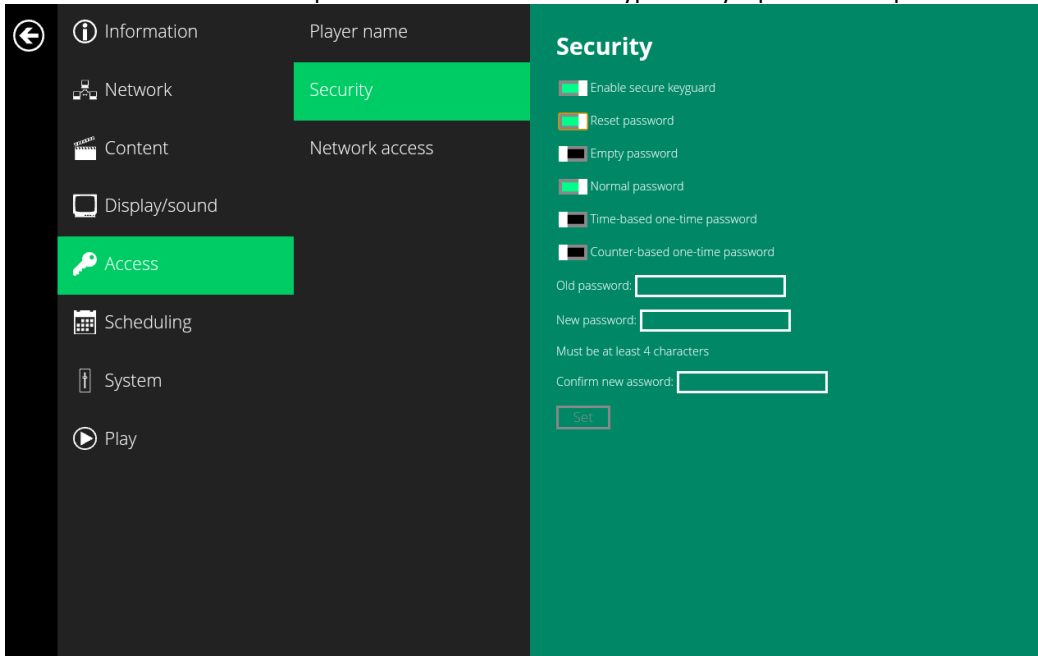 Information
Network
Content
Display/sound
Access
Scheduling
System
Play
Player name
Security
Network access
Security
Enable secure keyguard
Reset password
Empty password
Normal password
Time-based one-time password
Counter-based one-time password
Old password:
New password:
Must be at least 4 characters
Confirm new assword:
Set